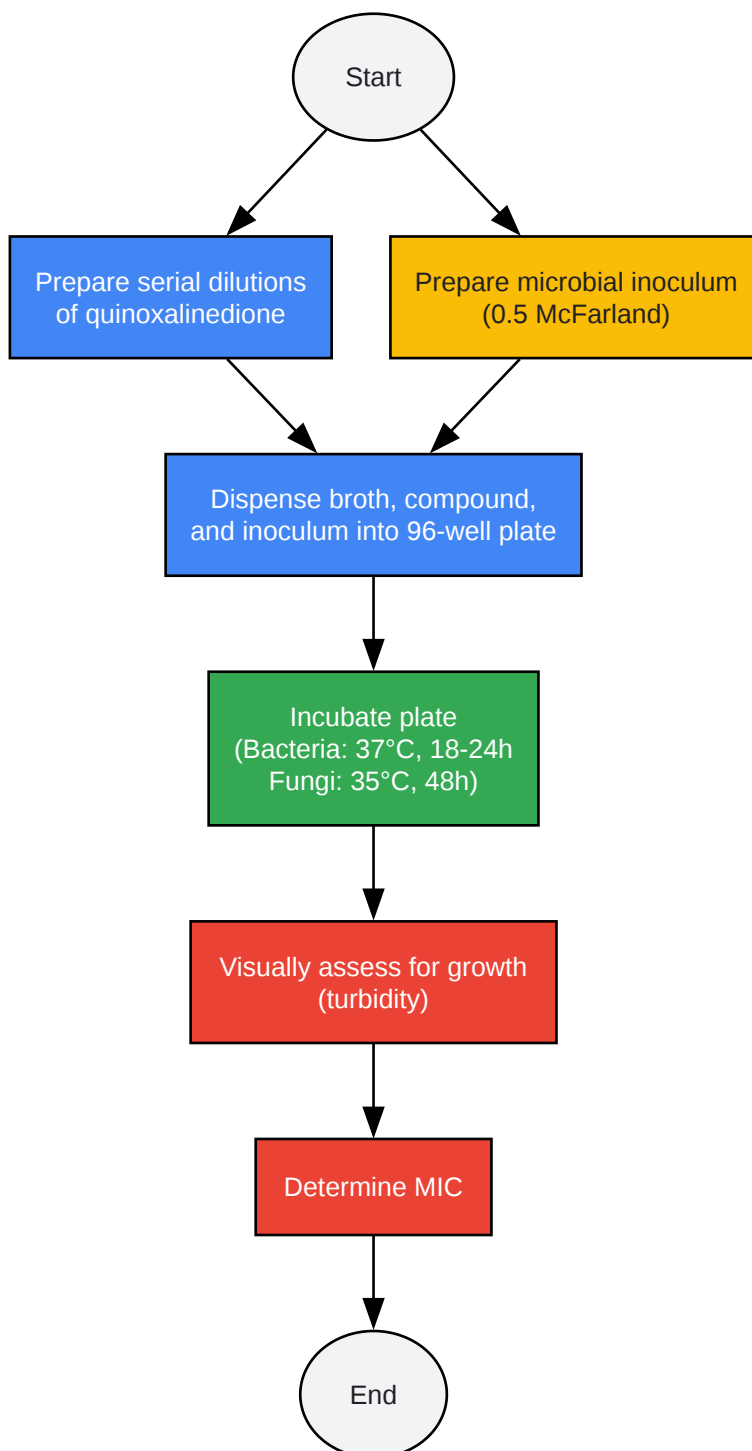 Start
Prepare serial dilutions
of quinoxalinedione
Prepare microbial inoculum
(0.5 McFarland)
Dispense broth, compound,
and inoculum into 96-well plate
Incubate plate
(Bacteria: 37°C, 18-24h
Fungi: 35°C, 48h)
Visually assess for growth
(turbidity)
Determine MIC
End